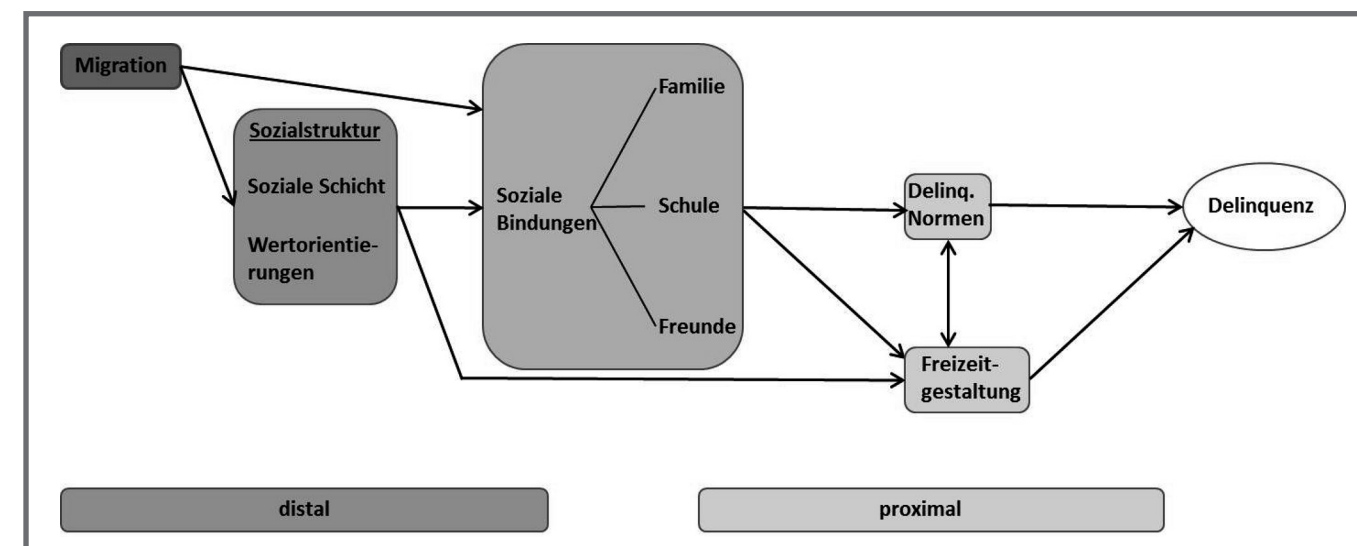 Migration
Sozialstruktur
Soziale Schicht
Wertorientie-
rungen
Soziale
Bindungen
Familie
Schule
Freunde
Delinq.
Normen
Freizeit-
gestaltung
Delinquenz
distal
proximal